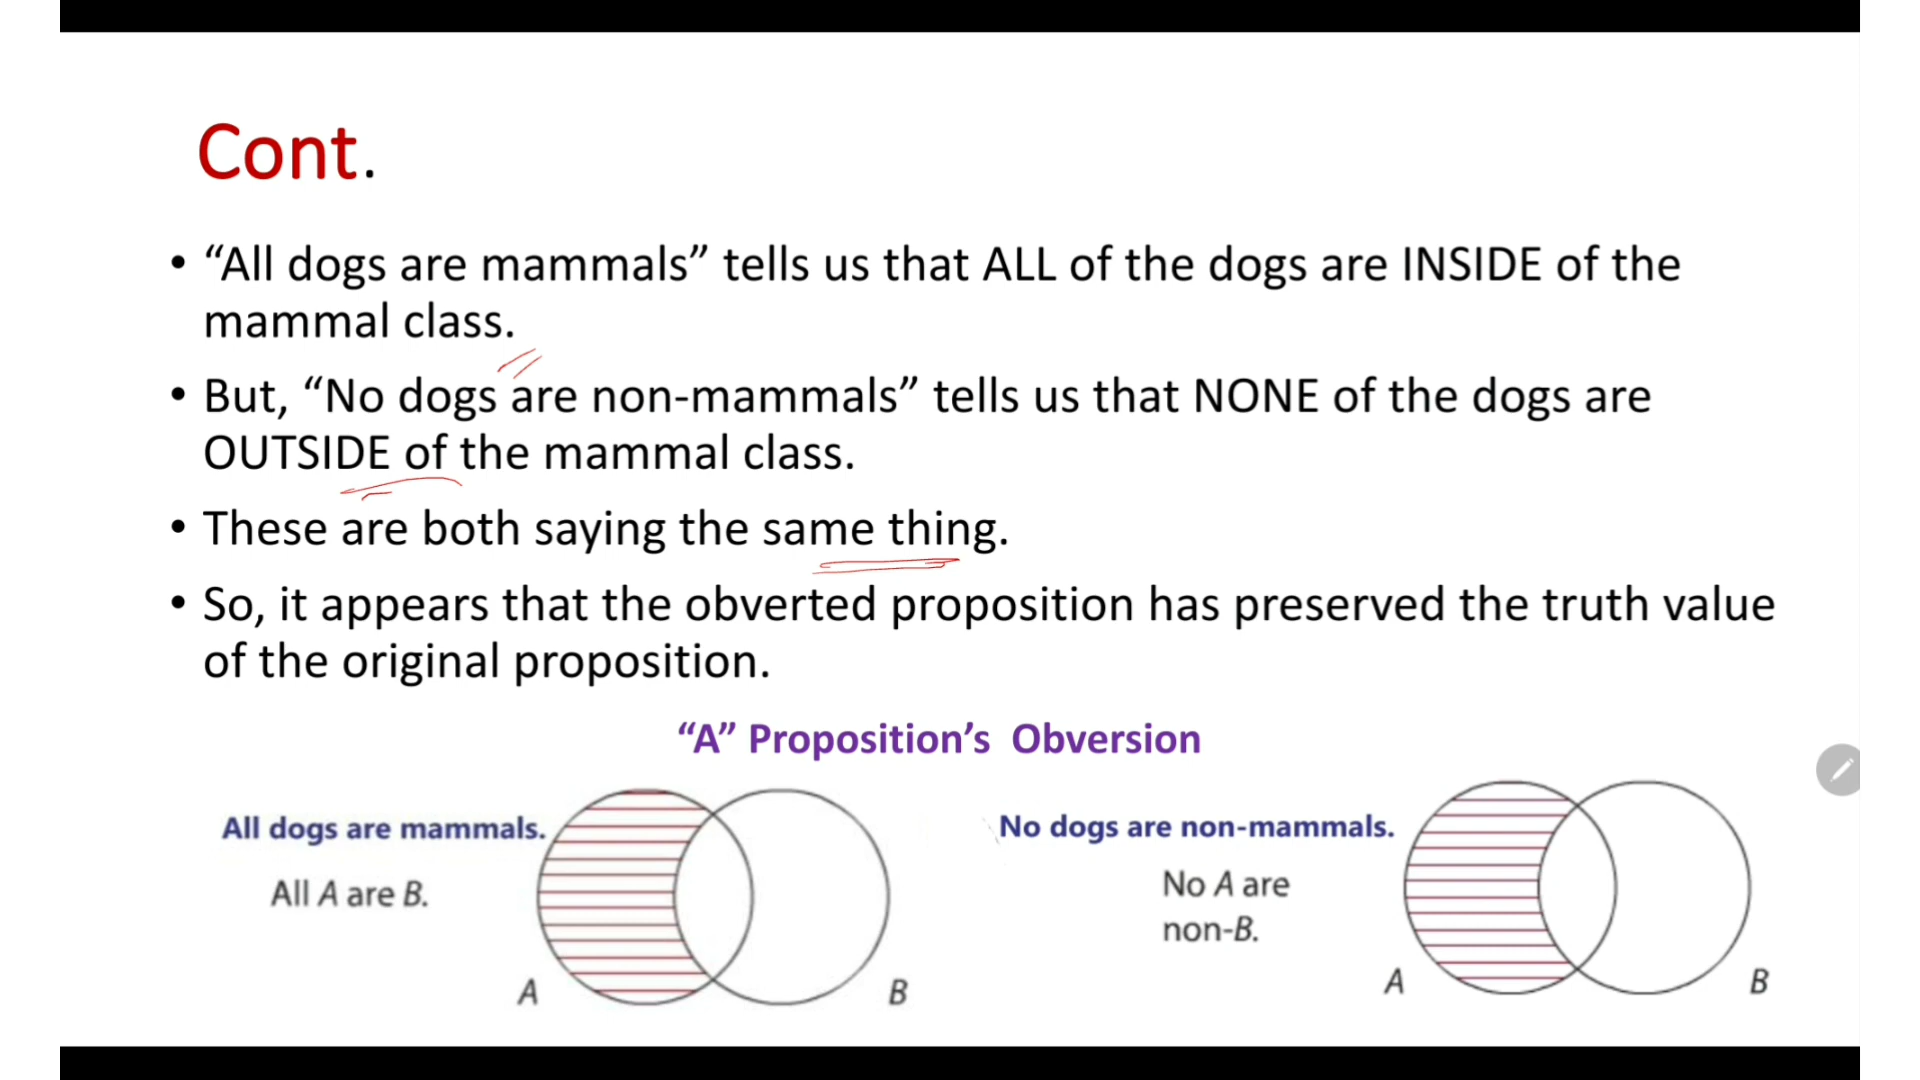 Cont.
• “All dogs are mammals” tells us that ALL of the dogs are INSIDE of the
mammal class.
• But, “No dogs are non-mammals” tells us that NONE of the dogs are
OUTSIDE of the mammal class.
• These are both saying the same thing.
• So, it appears that the obverted proposition has preserved the truth value
of the original proposition.
“A” Proposition’s  Obversion
All dogs are mammals.
All A are B.
A
B
No dogs are non-mammals.
No A are
non-B.
A
B